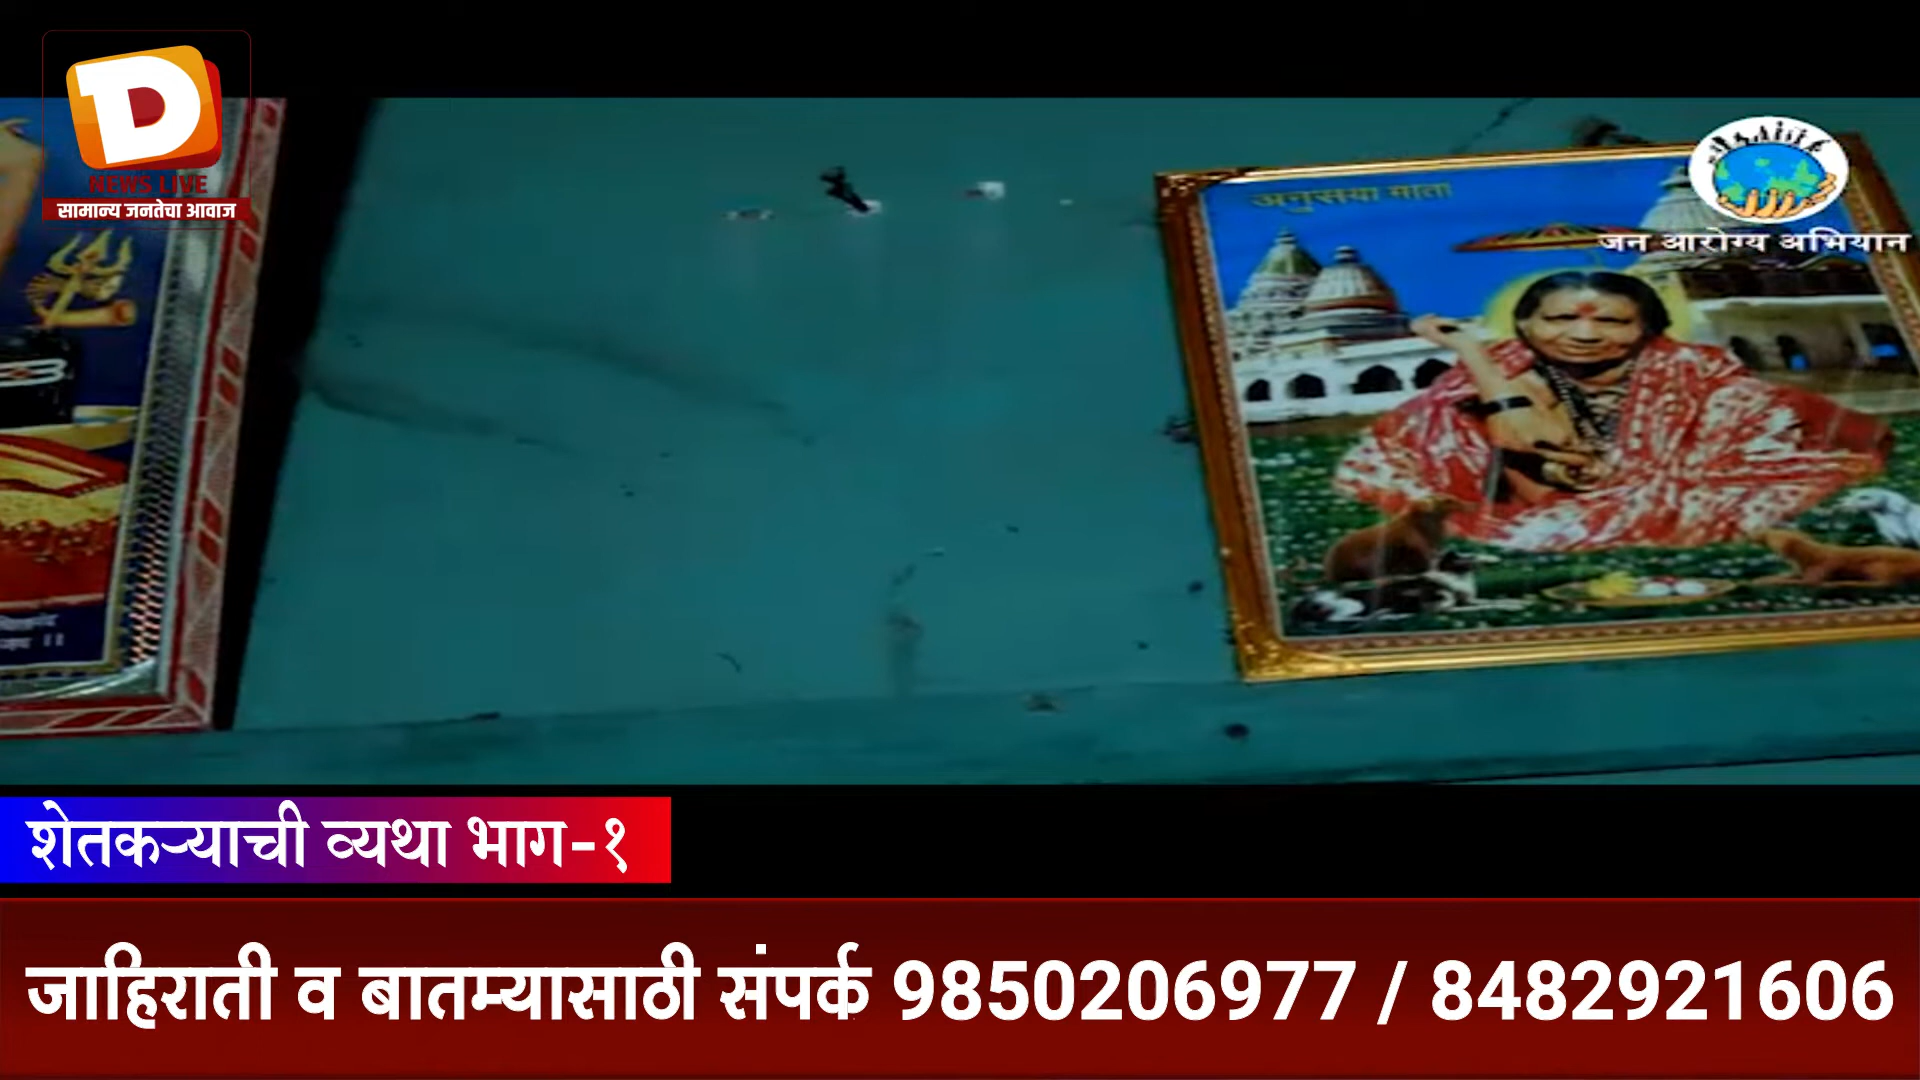 D
NEWS LIVE
सामान्य जनतेचा आवाज
अनुसया माता
जन आरोग्य अभियान
शेतकऱ्याची व्यथा भाग-१
जाहिराती व बातम्यासाठी संपर्क 9850206977 / 8482921606